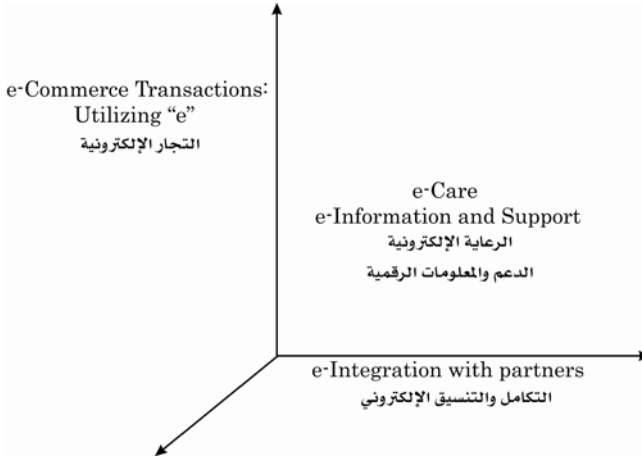 e-Commerce Transactions:
Utilizing “e”
التجار الإلكترونية
e-Care
e-Information and Support
الرعاية الإلكترونية
الدعم والمعلومات الرقمية
e-Integration with partners
التكامل والتنسيق الإلكتروني